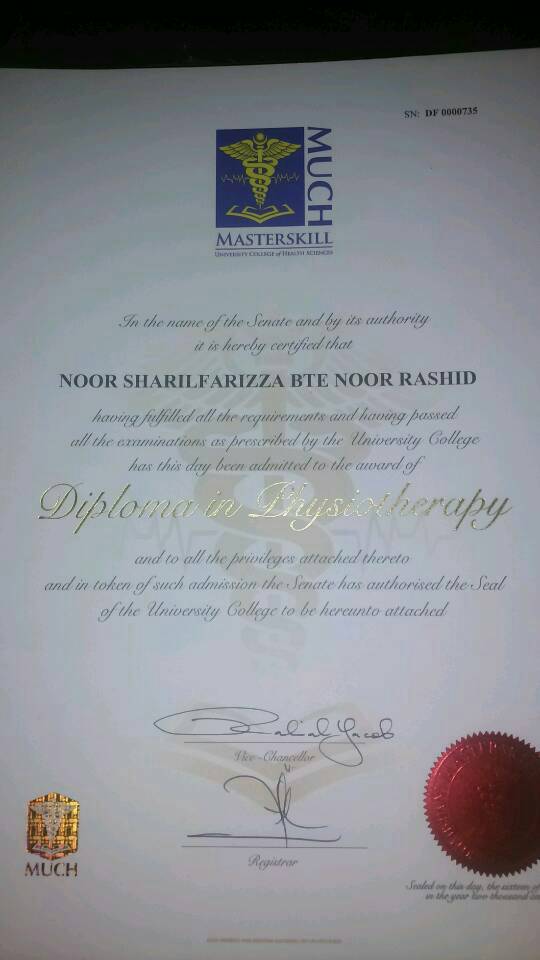 SN: DF 0000735
MUCH
MASTERSKILL
UNIVERSITY COLLEGE of HEALTH SCIENCES
In the name of the Senate and by its authority
it is hereby certified that
NOOR SHARILFARIZZA BTE NOOR RASHID
having fulfilled all the requirements and having passed
all the examinations as prescribed by the University College
has this day been admitted to the award of
Diploma in Physiotherapy
and to all the privileges attached thereto
and in token of such admission the Senate has authorised the Seal
of the University College to be hereunto attached
Vice-Chancellor
Registrar
MUCH
Sealed on this day, the sixteen of
in the year two thousand